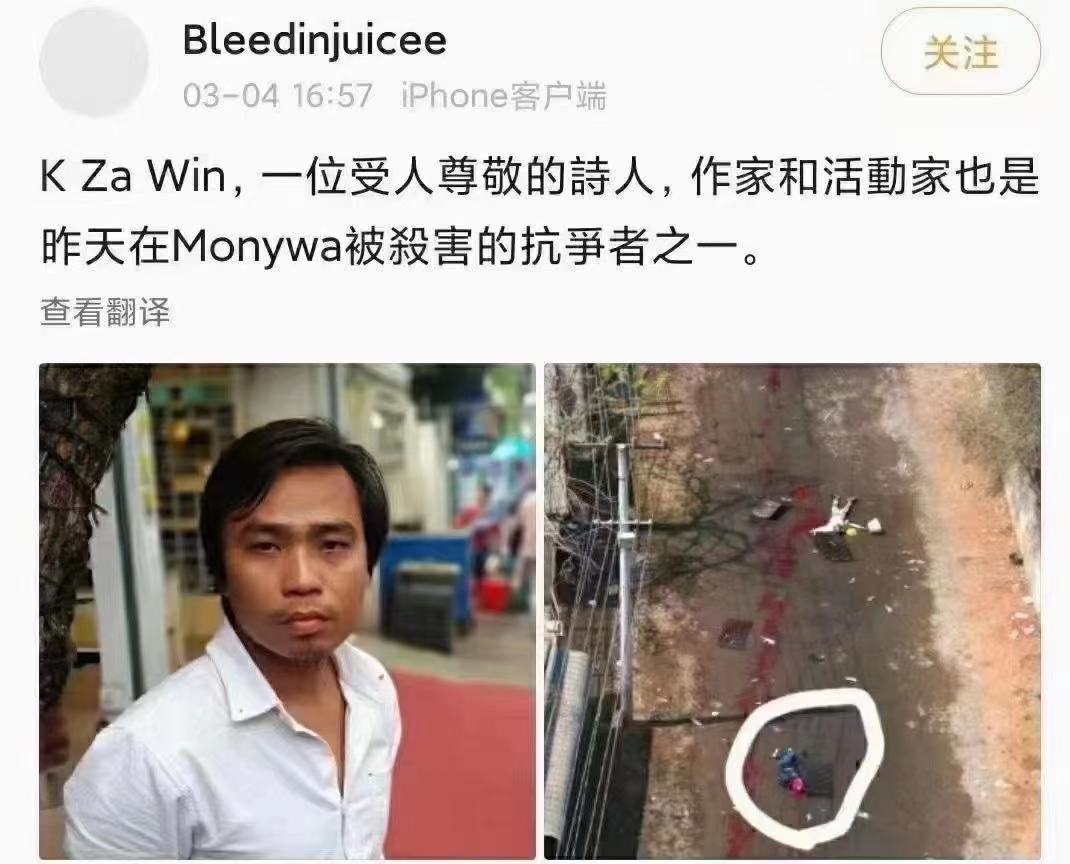 Bleedinjuicee
关注
03-04 16:57 iPhone客户端
K Za Win, 一位受人尊敬的詩人, 作家和活動家也是
昨天在Monywa被殺害的抗爭者之一。
查看翻译